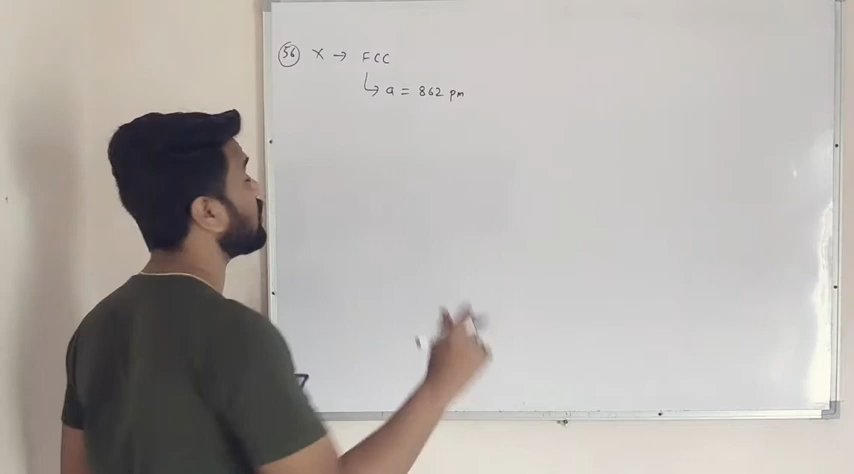 56 X → FCC
↳ a = 862 pm